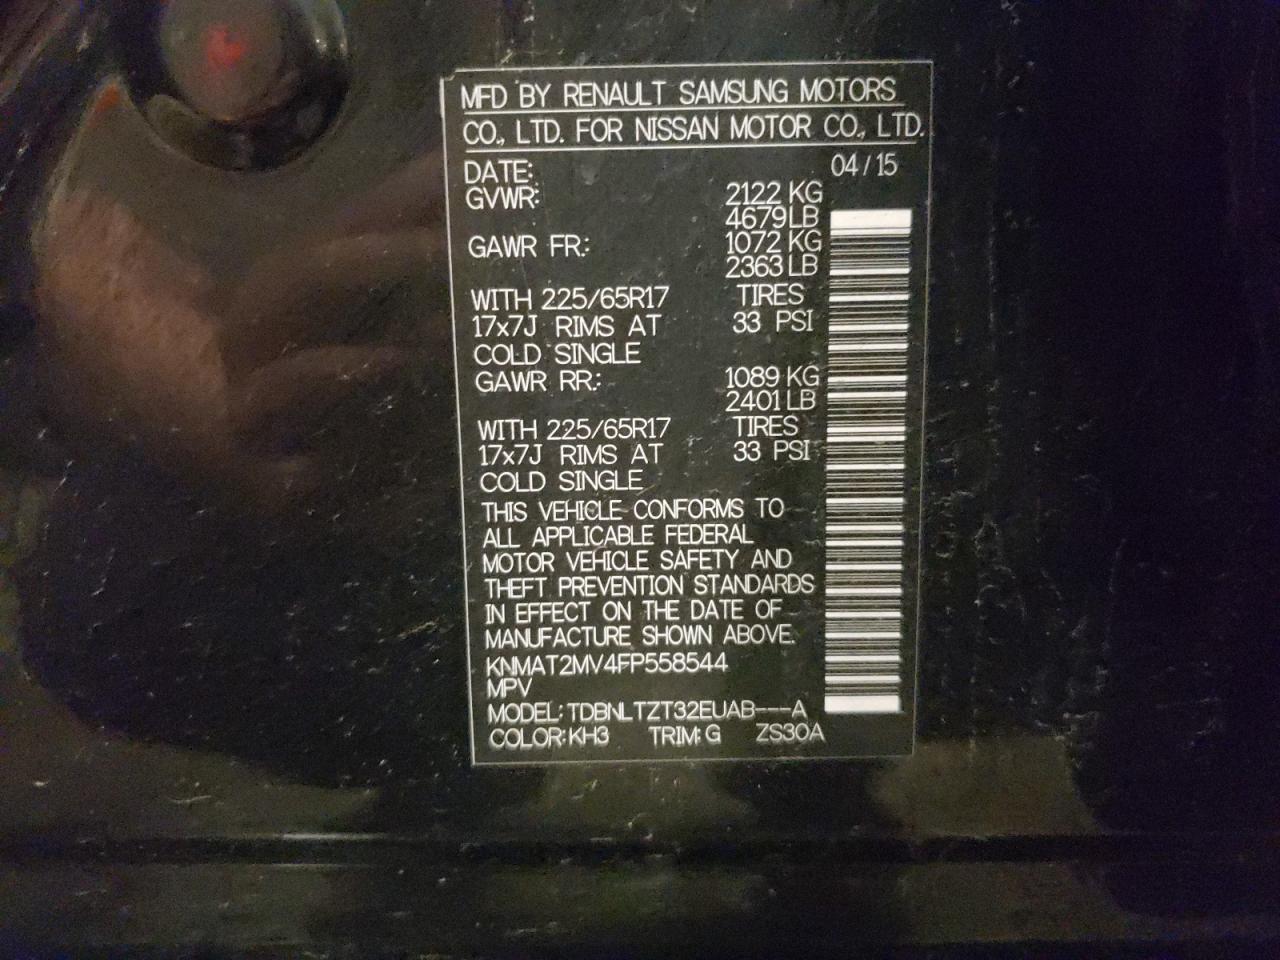 MFD BY RENAULT SAMSUNG MOTORS
CO., LTD. FOR NISSAN MOTOR CO., LTD.
DATE: 04/15
GVWR: 2122 KG
4679 LB
GAWR FR.: 1072 KG
2363 LB
WITH 225/65R17 TIRES
17x7J RIMS AT 33 PSI
COLD SINGLE
GAWR RR.: 1089 KG
2401 LB
WITH 225/65R17 TIRES
17x7J RIMS AT 33 PSI
COLD SINGLE
THIS VEHICLE CONFORMS TO
ALL APPLICABLE FEDERAL
MOTOR VEHICLE SAFETY AND
THEFT PREVENTION STANDARDS
IN EFFECT ON THE DATE OF
MANUFACTURE SHOWN ABOVE.
KNMAT2MV4FP558544
MPV
MODEL: TDBNLTZT32EUAB---A
COLOR: KH3 TRIM: G ZS30A